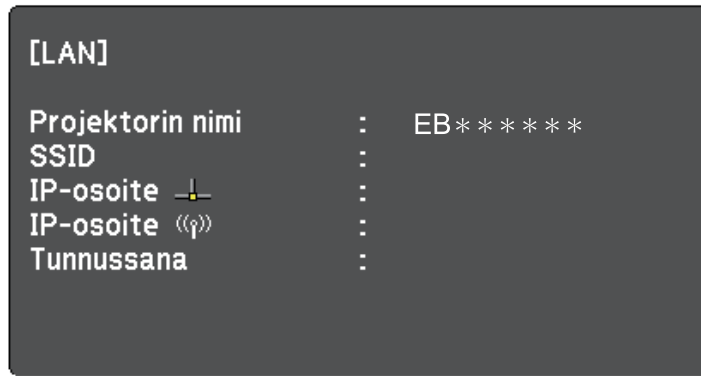 [LAN]
Projektorin nimi : EB******
SSID :
IP-osoite :
IP-osoite :
Tunnussana :